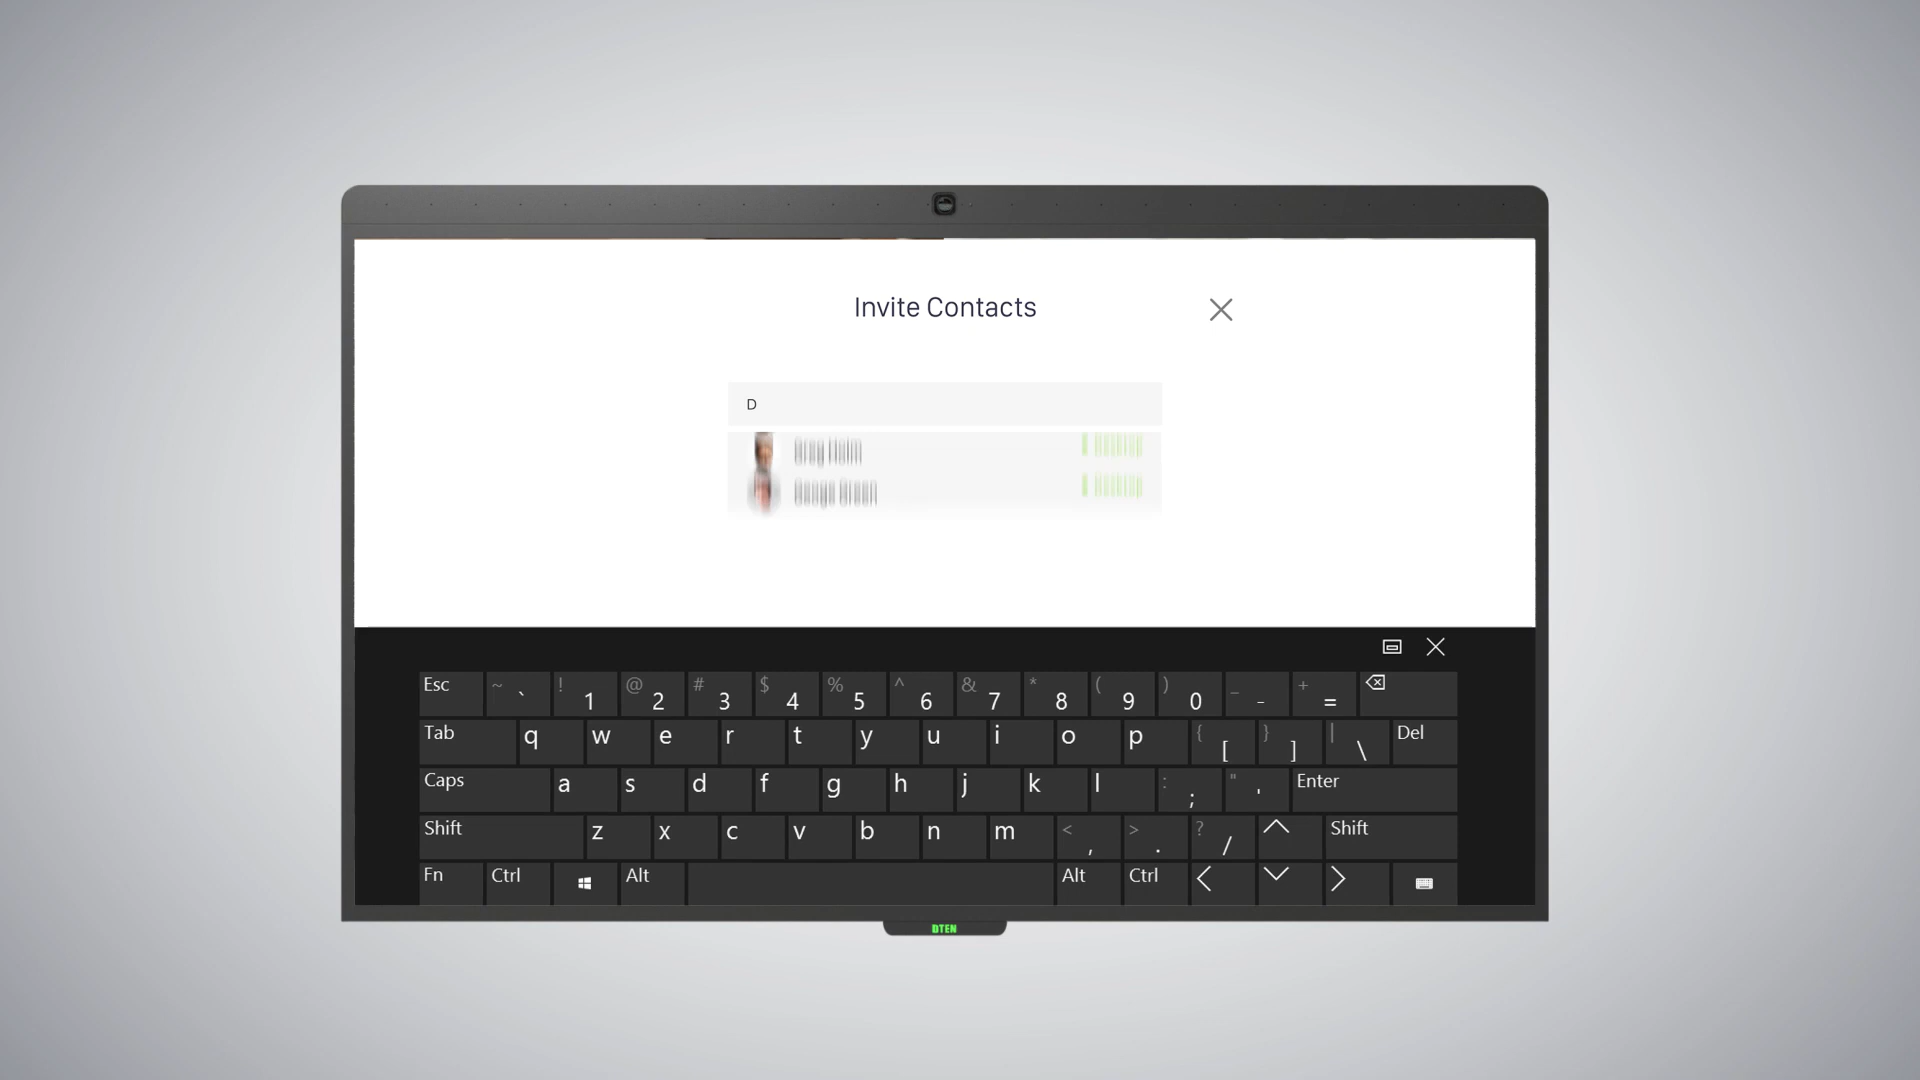 Invite Contacts
D
Esc ~ ` ! 1 @ 2 # 3 $ 4 % 5 ^ 6 & 7 * 8 ( 9 ) 0 _ - + =
Tab q w e r t y u i o p { [ } ] | \ Del
Caps a s d f g h j k l : ; " ' Enter
Shift z x c v b n m < , > . ? / Shift
Fn Ctrl Alt Alt Ctrl
DTEN